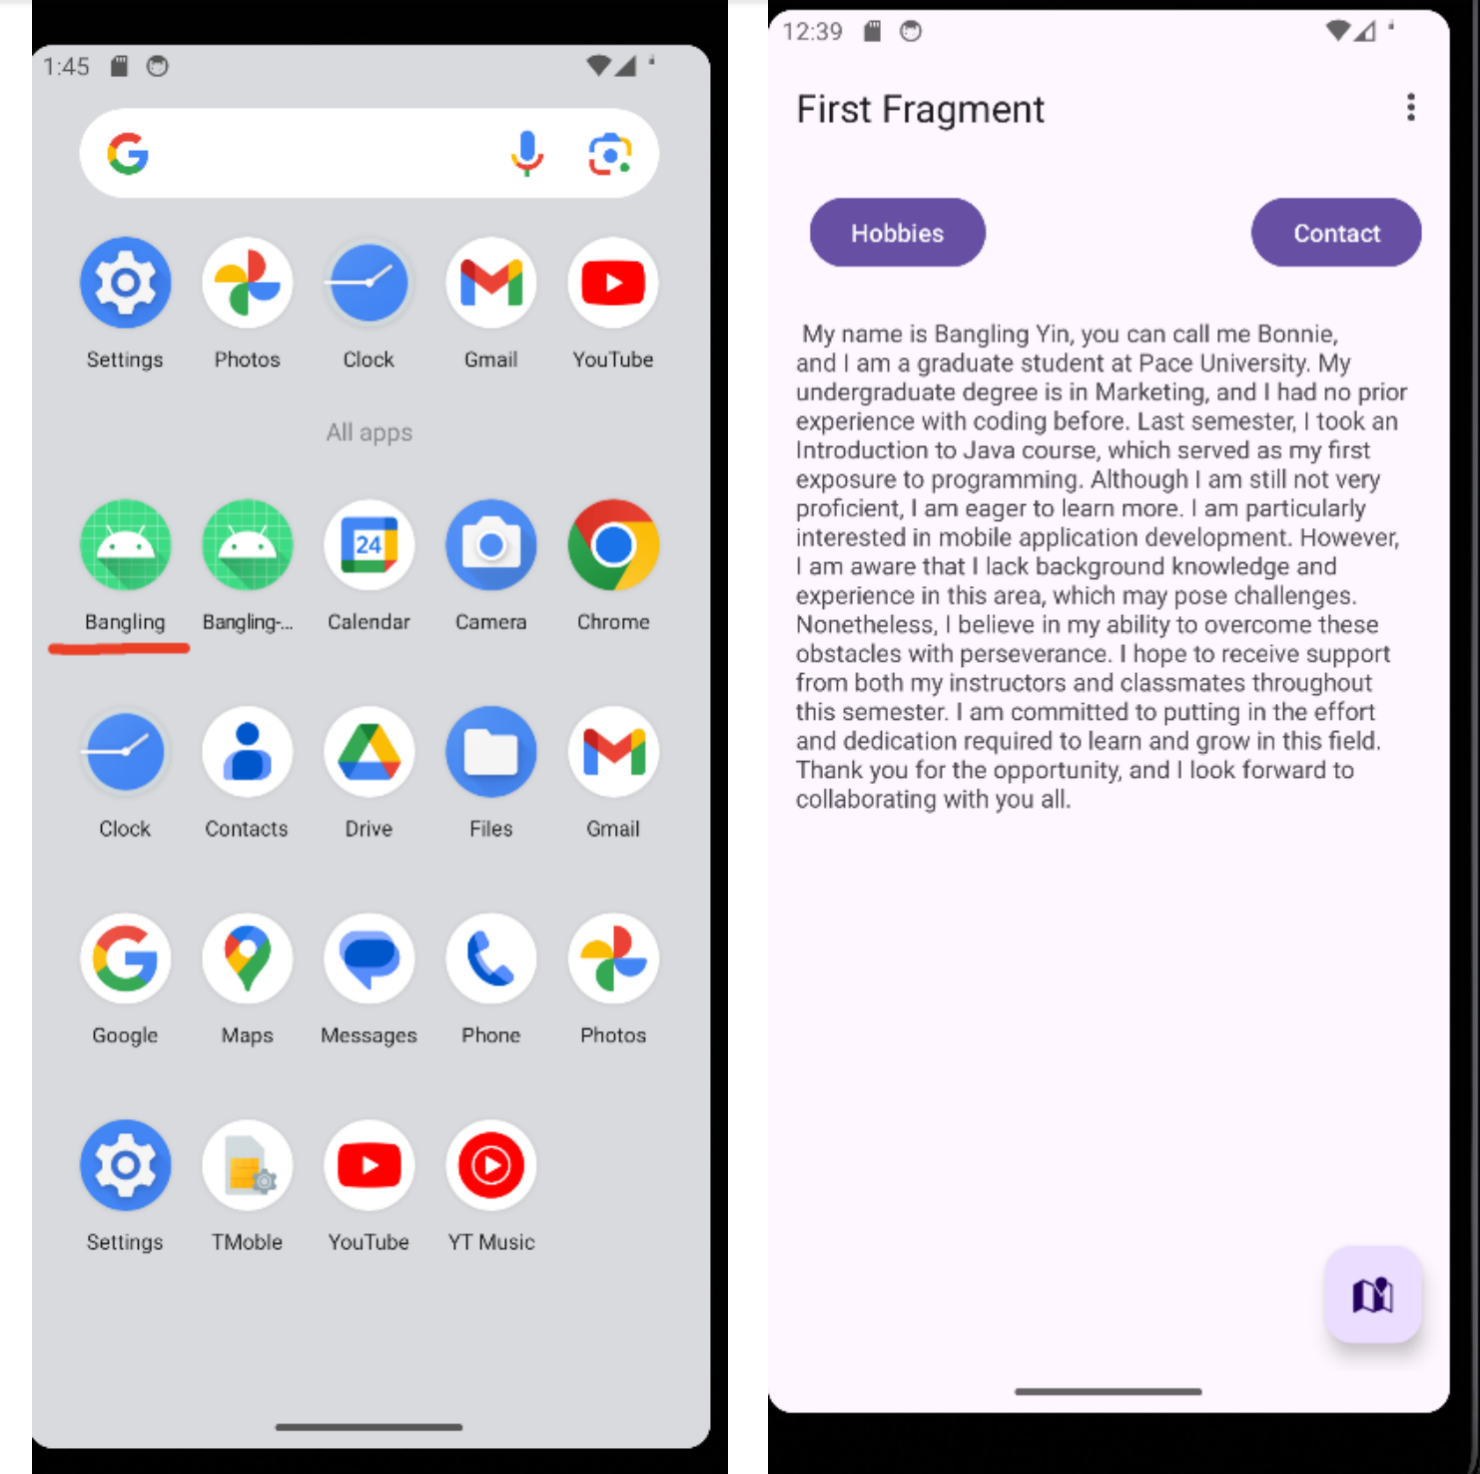 1:45
G
Settings
Photos
Clock
Gmail
YouTube
All apps
24
Bangling
Bangling-...
Calendar
Camera
Chrome
Clock
Contacts
Drive
Files
Gmail
G
Google
Maps
Messages
Phone
Photos
Settings
TMoble
YouTube
YT Music
12:39
First Fragment
Hobbies
Contact
My name is Bangling Yin, you can call me Bonnie,
and I am a graduate student at Pace University. My
undergraduate degree is in Marketing, and I had no prior
experience with coding before. Last semester, I took an
Introduction to Java course, which served as my first
exposure to programming. Although I am still not very
proficient, I am eager to learn more. I am particularly
interested in mobile application development. However,
I am aware that I lack background knowledge and
experience in this area, which may pose challenges.
Nonetheless, I believe in my ability to overcome these
obstacles with perseverance. I hope to receive support
from both my instructors and classmates throughout
this semester. I am committed to putting in the effort
and dedication required to learn and grow in this field.
Thank you for the opportunity, and I look forward to
collaborating with you all.